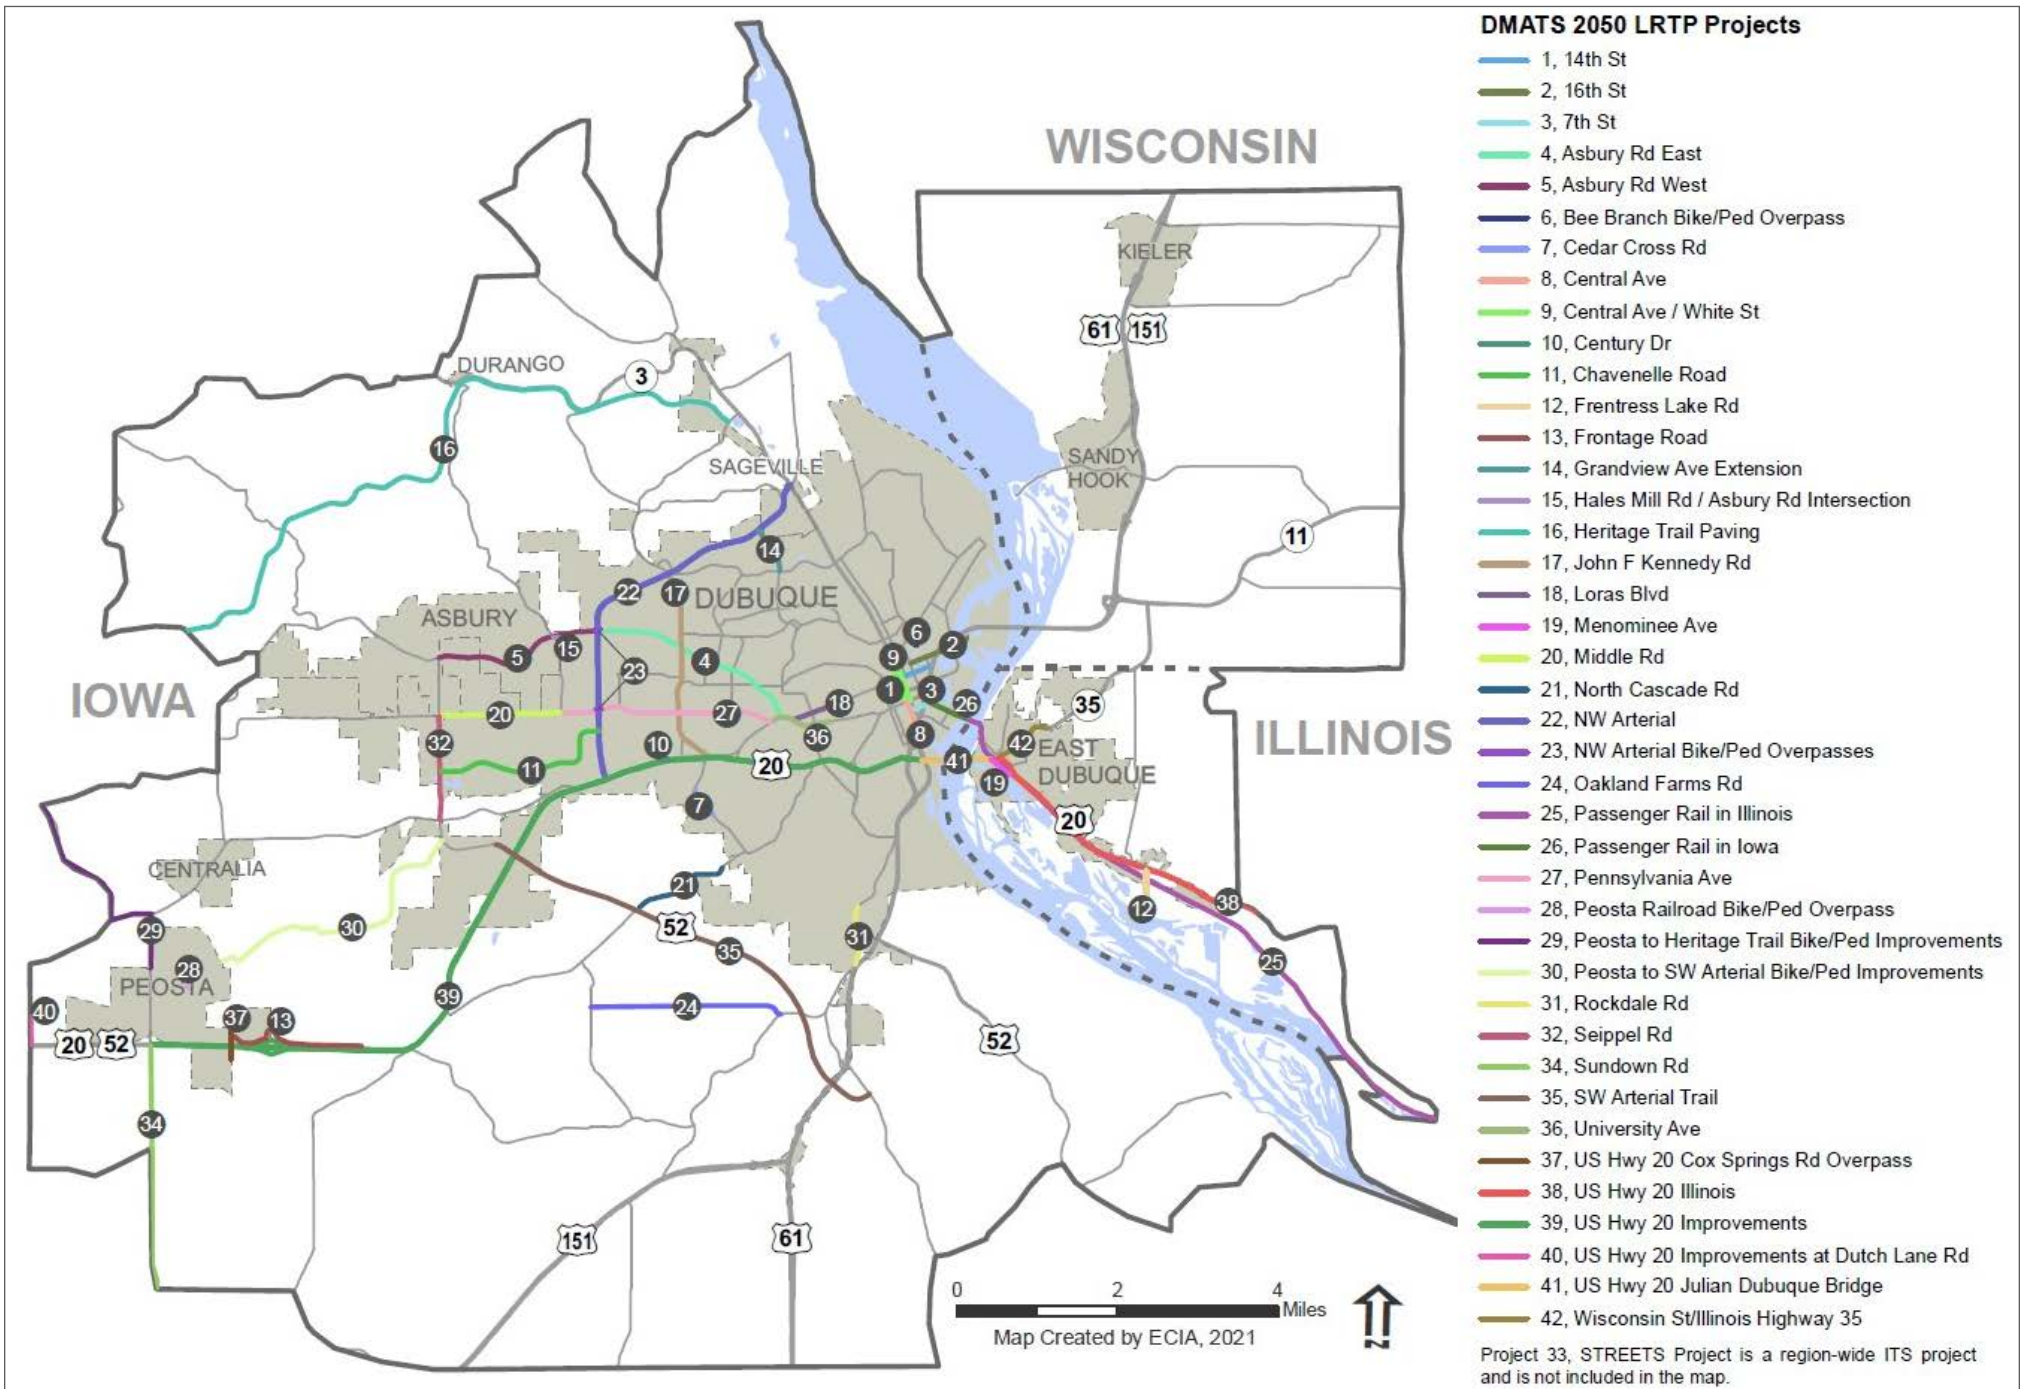 WISCONSIN
KIELER
61
151
DURANGO
3
16
SAGEVILLE
SANDY
HOOK
11
14
22
17
DUBUQUE
ASBURY
6
2
9
5
15
4
23
IOWA
1
3
18
26
35
20
27
32
36
8
42
EAST
DUBUQUE
ILLINOIS
10
20
41
11
19
7
20
CENTRALIA
21
12
38
29
30
52
31
35
25
28
PEOSTA
40
39
24
37
13
20
52
52
34
151
61
0
2
4
Miles
Map Created by ECIA, 2021
N
DMATS 2050 LRTP Projects
1, 14th St
2, 16th St
3, 7th St
4, Asbury Rd East
5, Asbury Rd West
6, Bee Branch Bike/Ped Overpass
7, Cedar Cross Rd
8, Central Ave
9, Central Ave / White St
10, Century Dr
11, Chavenelle Road
12, Frentress Lake Rd
13, Frontage Road
14, Grandview Ave Extension
15, Hales Mill Rd / Asbury Rd Intersection
16, Heritage Trail Paving
17, John F Kennedy Rd
18, Loras Blvd
19, Menominee Ave
20, Middle Rd
21, North Cascade Rd
22, NW Arterial
23, NW Arterial Bike/Ped Overpasses
24, Oakland Farms Rd
25, Passenger Rail in Illinois
26, Passenger Rail in Iowa
27, Pennsylvania Ave
28, Peosta Railroad Bike/Ped Overpass
29, Peosta to Heritage Trail Bike/Ped Improvements
30, Peosta to SW Arterial Bike/Ped Improvements
31, Rockdale Rd
32, Seippel Rd
34, Sundown Rd
35, SW Arterial Trail
36, University Ave
37, US Hwy 20 Cox Springs Rd Overpass
38, US Hwy 20 Illinois
39, US Hwy 20 Improvements
40, US Hwy 20 Improvements at Dutch Lane Rd
41, US Hwy 20 Julian Dubuque Bridge
42, Wisconsin St/Illinois Highway 35
Project 33, STREETS Project is a region-wide ITS project
and is not included in the map.